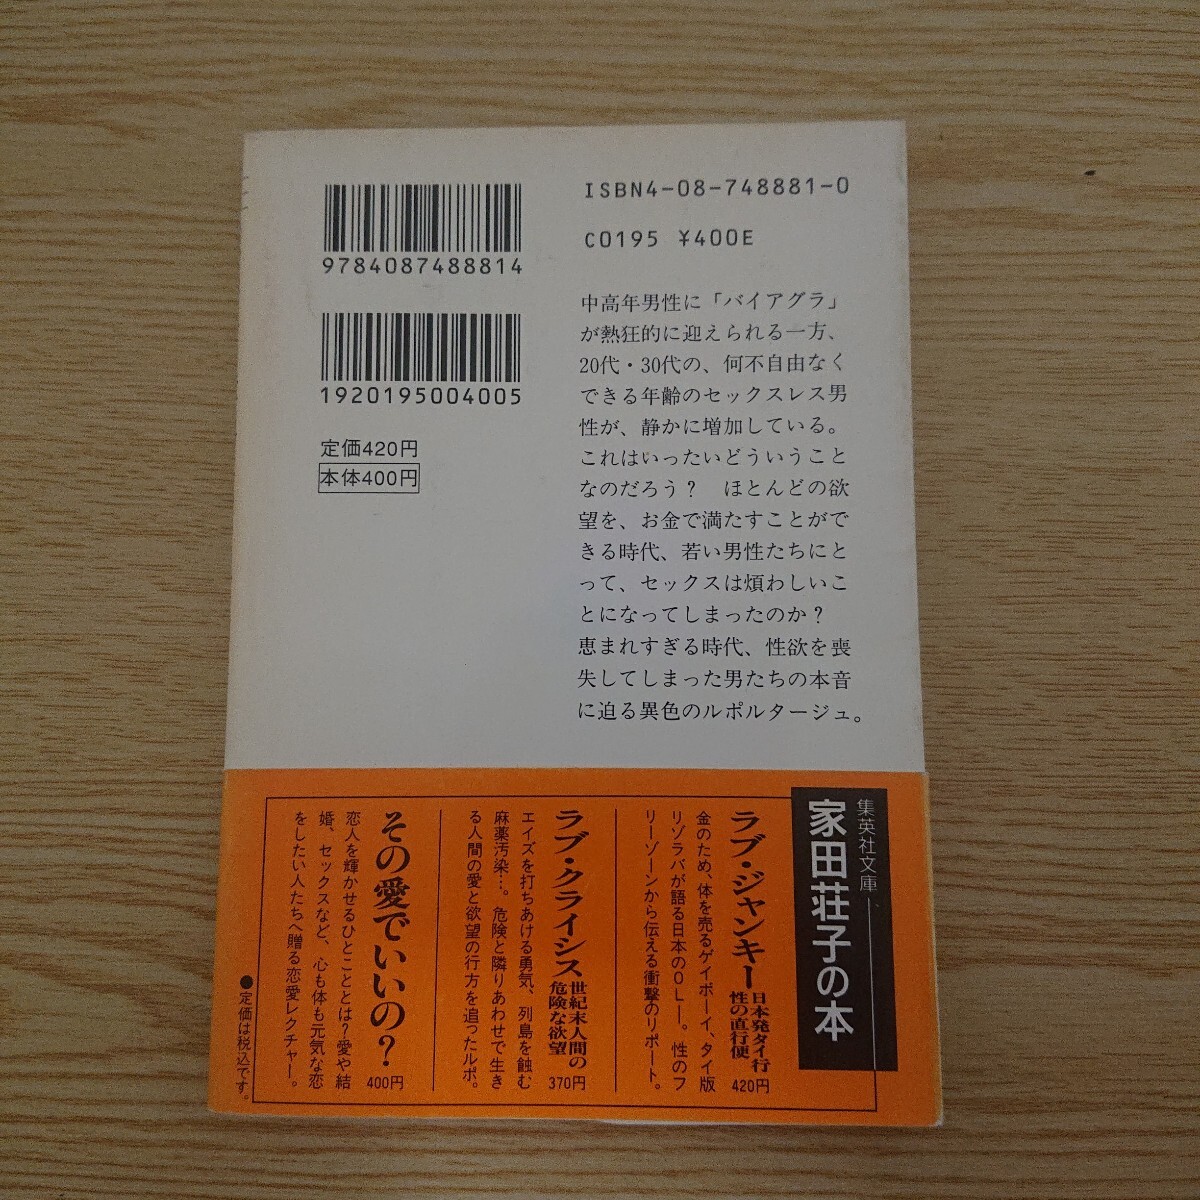 ISBN4-08-748881-0
C0195 ¥400E
9784087488814
1920195004005
定価420円
本体400円
中高年男性に「バイアグラ」
が熱狂的に迎えられる一方、
20代・30代の、何不自由なく
できる年齢のセックスレス男
性が、静かに増加している。
これはいったいどういうこと
なのだろう？　ほとんどの欲
望を、お金で満たすことがで
きる時代、若い男性たちにと
って、セックスは煩わしいこ
とになってしまったのか？
恵まれすぎる時代、性欲を喪
失してしまった男たちの本音
に迫る異色のルポルタージュ。
集英社文庫
家田荘子の本
ラブ・ジャンキー
日本発タイ行
性の直行便
420円
金のため、体を売るゲイボーイ、タイ版
リゾラバが語る日本のOL―。性のフ
リーゾーンから伝える衝撃のリポート。
ラブ・クライシス
世紀末人間の
危険な欲望
370円
エイズを打ちあける勇気、列島を蝕む
麻薬汚染…。危険と隣りあわせで生き
る人間の愛と欲望の行方を追ったルポ。
その愛でいいの？
400円
恋人を輝かせるひとこととは？愛や結
婚、セックスなど、心も体も元気な恋
をしたい人たちへ贈る恋愛レクチャー。
●定価は税込です。